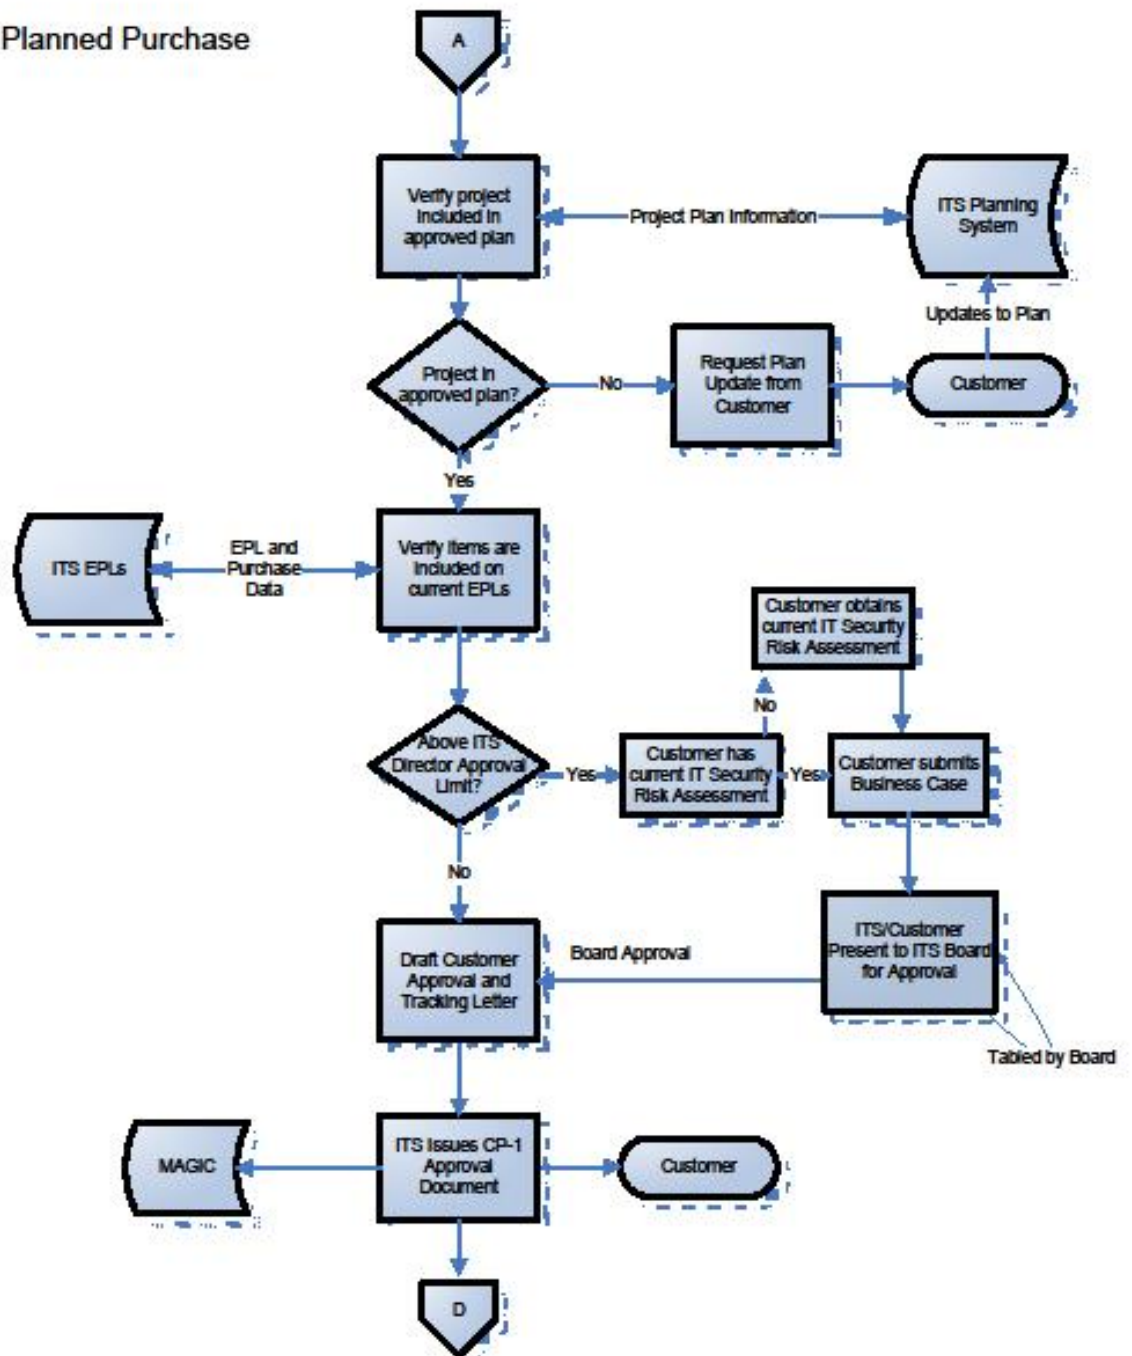 Planned Purchase
A
Verify project
included in
approved plan
Project Plan Information
ITS Planning
System
Updates to Plan
Project in
approved plan?
No
Request Plan
Update from
Customer
Customer
Yes
ITS EPLs
EPL and
Purchase
Data
Verify items are
included on
current EPLs
Customer obtains
current IT Security
Risk Assessment
No
Above ITS
Director Approval
Limit?
Yes
Customer has
current IT Security
Risk Assessment
Yes
Customer submits
Business Case
No
Draft Customer
Approval and
Tracking Letter
Board Approval
ITS/Customer
Present to ITS Board
for Approval
Tabled by Board
MAGIC
ITS Issues CP-1
Approval
Document
Customer
D